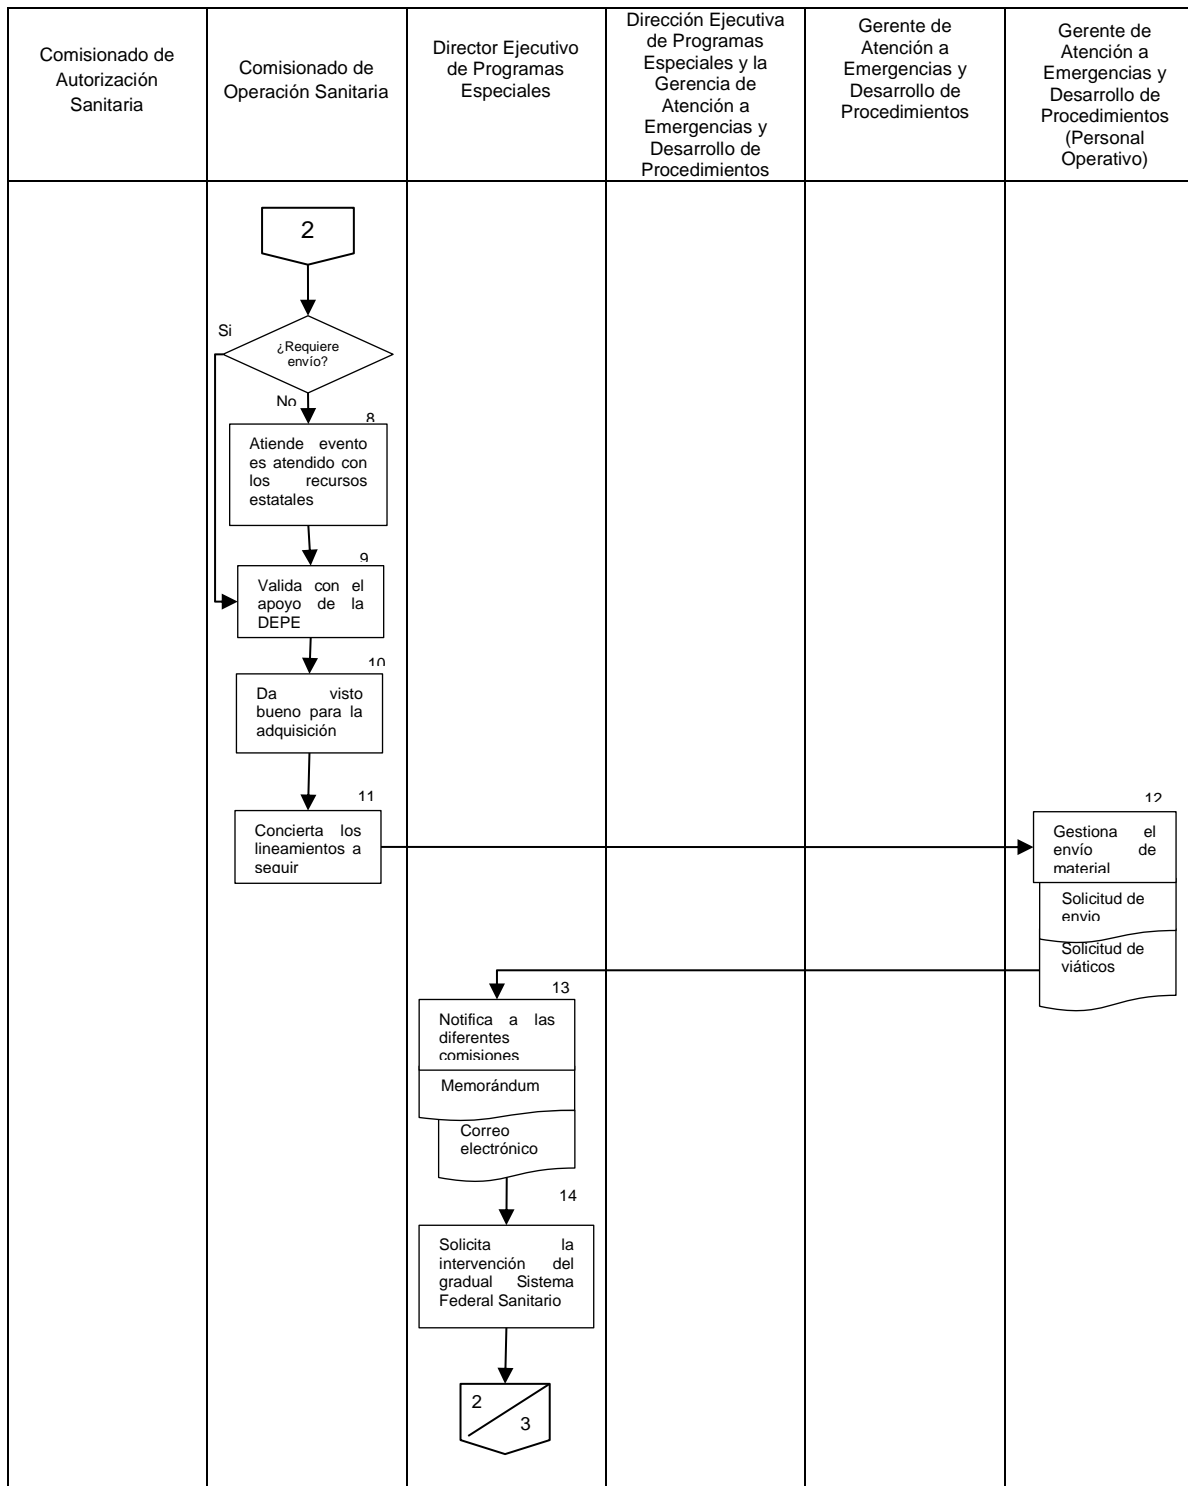 Comisionado de
Autorización
Sanitaria
Comisionado de
Operación Sanitaria
Director Ejecutivo
de Programas
Especiales
Dirección Ejecutiva
de Programas
Especiales y la
Gerencia de
Atención a
Emergencias y
Desarrollo de
Procedimientos
Gerente de
Atención a
Emergencias y
Desarrollo de
Procedimientos
Gerente de
Atención a
Emergencias y
Desarrollo de
Procedimientos
(Personal
Operativo)
2
Si
¿Requiere
envío?
No
8
Atiende evento
es atendido con
los recursos
estatales
9
Valida con el
apoyo de la
DEPE
10
Da visto
bueno para la
adquisición
11
Concierta los
lineamientos a
seguir
12
Gestiona el
envío de
material
Solicitud de
envio
Solicitud de
viáticos
13
Notifica a las
diferentes
comisiones
Memorándum
Correo
electrónico
14
Solicita la
intervención del
gradual Sistema
Federal Sanitario
2
3